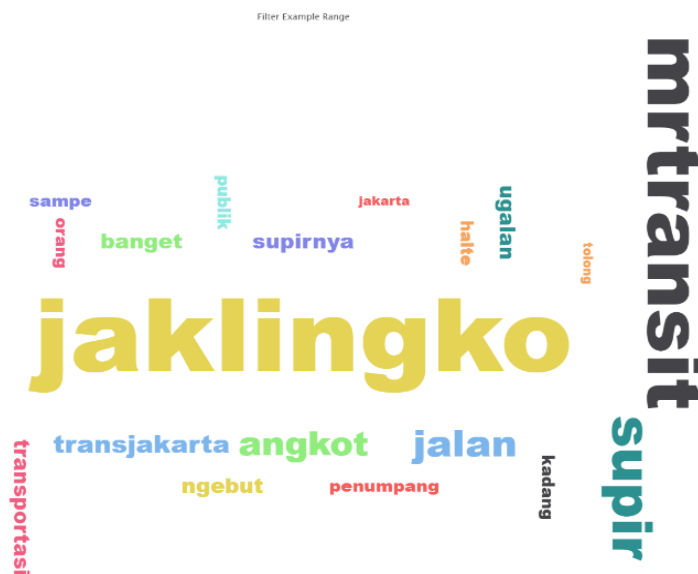 Filter Example Range
mrtransit
publik
sampe
jakarta
ugalan
orang
banget
supirnya
halte
tolong
jaklingko
transjakarta
angkot
jalan
supir
transportasi
kadang
ngebut
penumpang